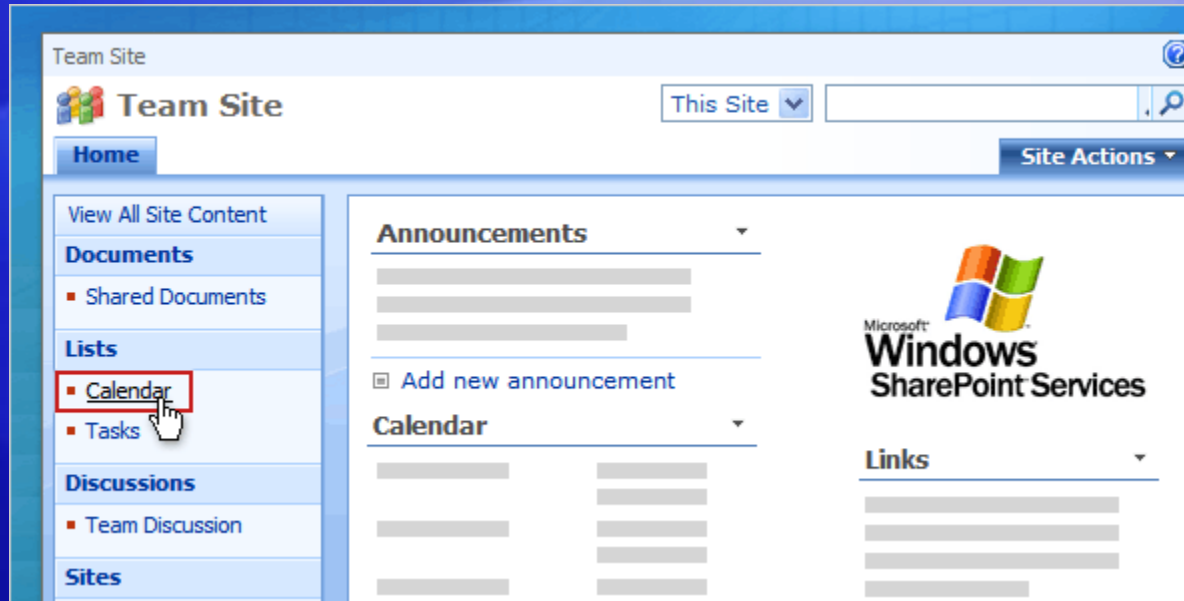 Team Site
Team Site
This Site
Home
Site Actions
View All Site Content
Documents
Shared Documents
Lists
Calendar
Tasks
Discussions
Team Discussion
Sites
Announcements
Add new announcement
Calendar
Microsoft
Windows
SharePoint Services
Links